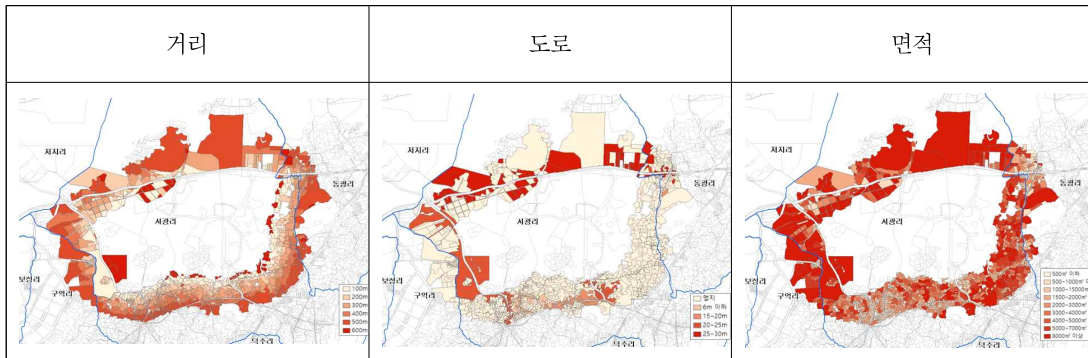 거리
도로
면적
저지리
동광리
서광리
보성리
구억리
덕수리
100m
200m
300m
400m
500m
600m
저지리
동광리
서광리
보성리
구억리
덕수리
맹지
6m 이하
15~20m
20~25m
25~30m
저지리
동광리
서광리
보성리
구억리
덕수리
500㎡ 이하
500~1000㎡
1000~15000㎡
1500~2000㎡
2000~3000㎡
3000~4000㎡
4000~5000㎡
5000~7000㎡
8000㎡ 이상